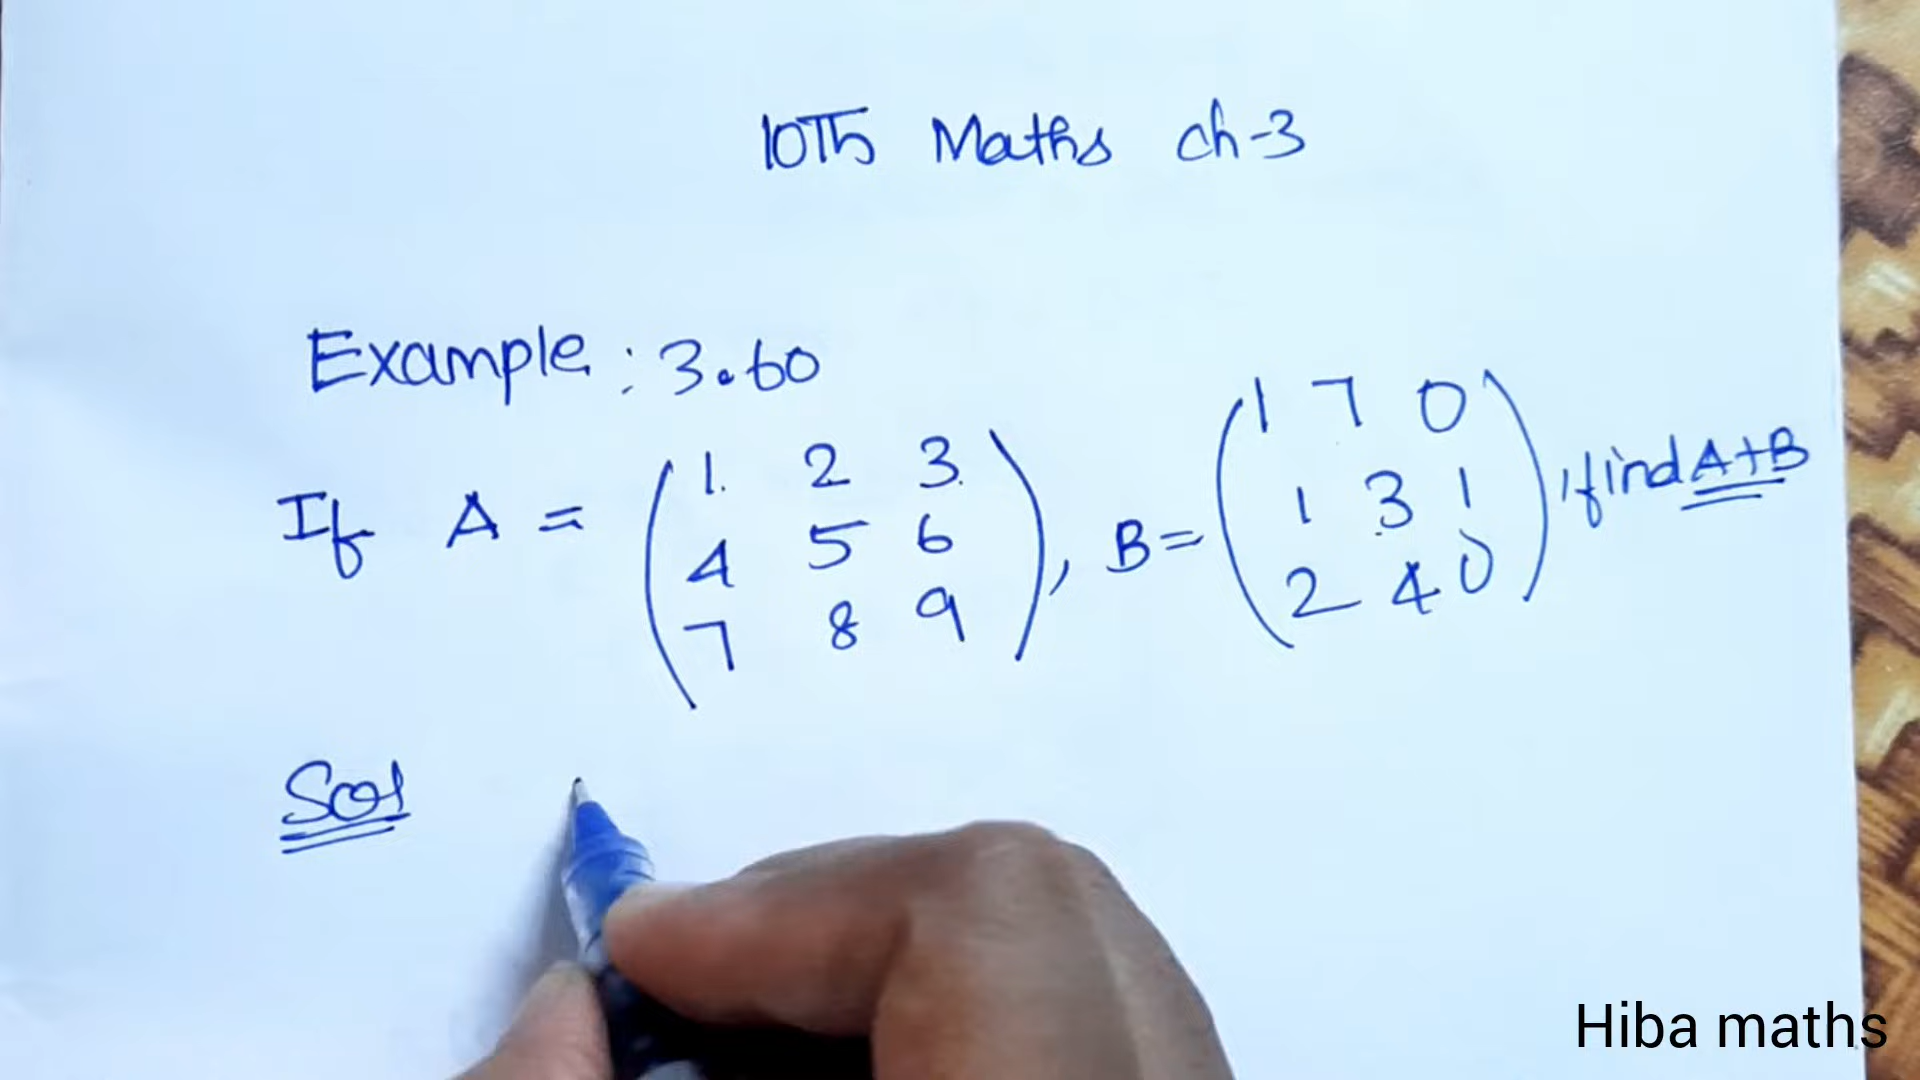 10Th Maths ch-3
Example : 3.60
If A = ( 1 2 3 4 5 6 7 8 9 ) , B = ( 1 7 0 1 3 1 2 4 0 ) , find A+B
Sol
Hiba maths